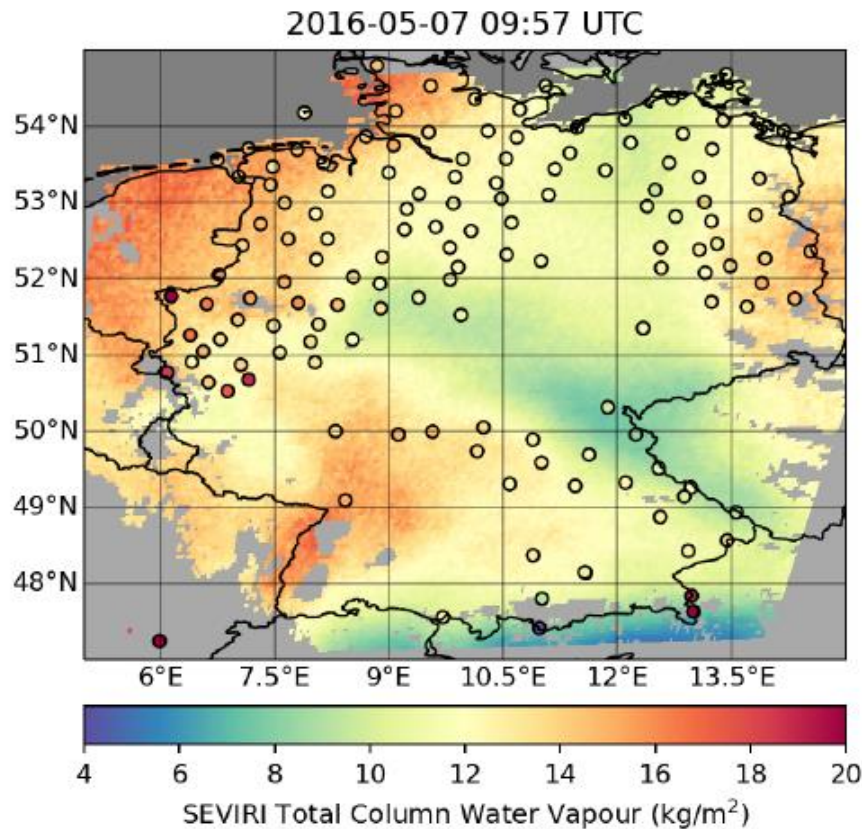 2016-05-07 09:57 UTC
54°N
53°N
52°N
51°N
50°N
49°N
48°N
6°E 7.5°E 9°E 10.5°E 12°E 13.5°E
4 6 8 10 12 14 16 18 20
SEVIRI Total Column Water Vapour (kg/m²)